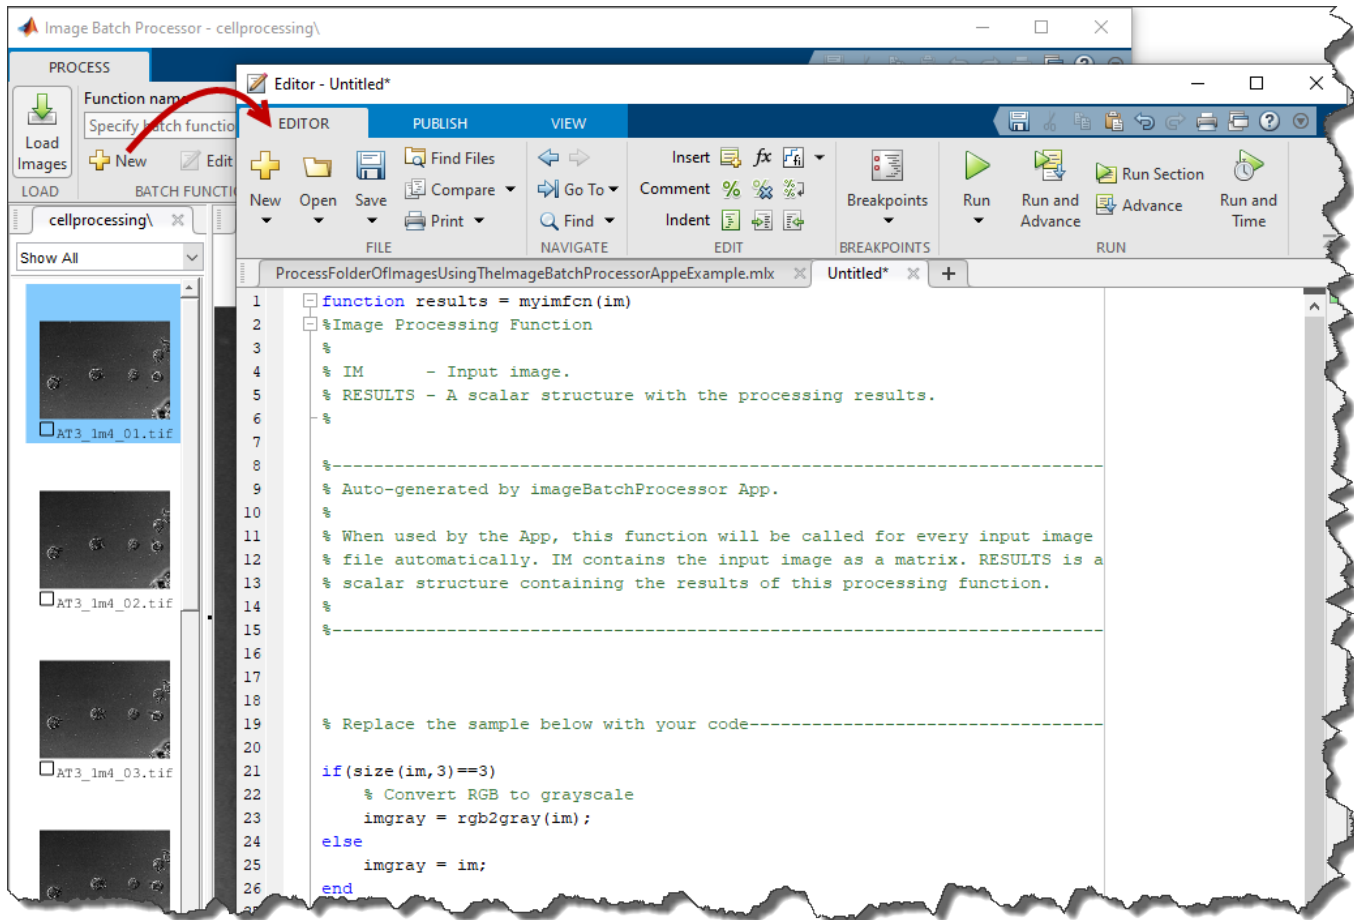 Image Batch Processor - cellprocessing\
PROCESS
Function name
Specify batch functio
Load
Images
New
Edit
LOAD
BATCH FUNCTI
cellprocessing\
Show All
AT3_1m4_01.tif
AT3_1m4_02.tif
AT3_1m4_03.tif
Editor - Untitled*
EDITOR PUBLISH VIEW
New
Open
Save
Find Files
Compare
Print
FILE
Go To
Find
NAVIGATE
Insert fx
Comment
Indent
EDIT
Breakpoints
BREAKPOINTS
Run
Run and
Advance
Run Section
Advance
Run and
Time
RUN
ProcessFolderOfImagesUsingTheImageBatchProcessorAppeExample.mlx
Untitled*
1 function results = myimfcn(im)
2 %Image Processing Function
3 %
4 % IM      - Input image.
5 % RESULTS - A scalar structure with the processing results.
6 %
7
8 %--------------------------------------------------------------------------
9 % Auto-generated by imageBatchProcessor App.
10 %
11 % When used by the App, this function will be called for every input image
12 % file automatically. IM contains the input image as a matrix. RESULTS is a
13 % scalar structure containing the results of this processing function.
14 %
15 %--------------------------------------------------------------------------
16
17
18
19 % Replace the sample below with your code----------------------------------
20
21 if(size(im,3)==3)
22     % Convert RGB to grayscale
23     imgray = rgb2gray(im);
24 else
25     imgray = im;
26 end